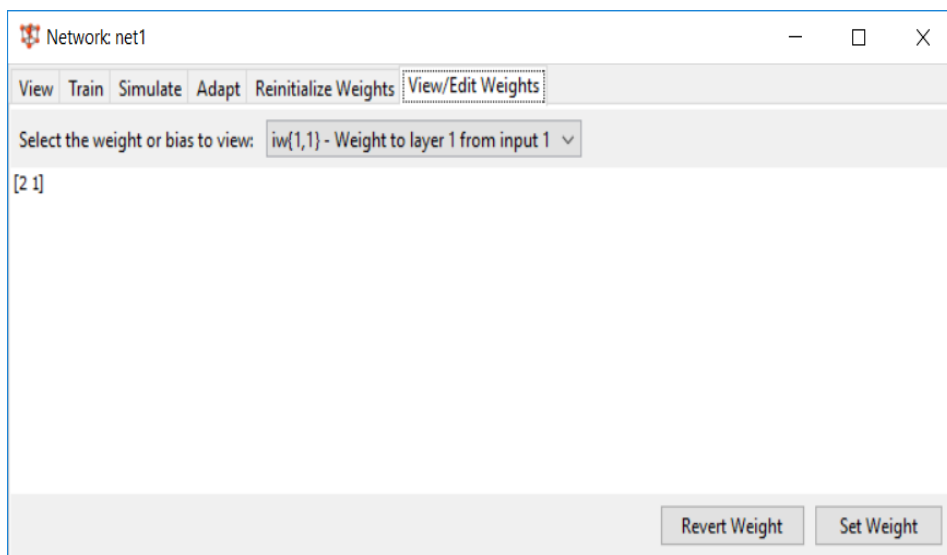 Network: net1
View Train Simulate Adapt Reinitialize Weights View/Edit Weights
Select the weight or bias to view: iw{1,1} - Weight to layer 1 from input 1
[2 1]
Revert Weight Set Weight